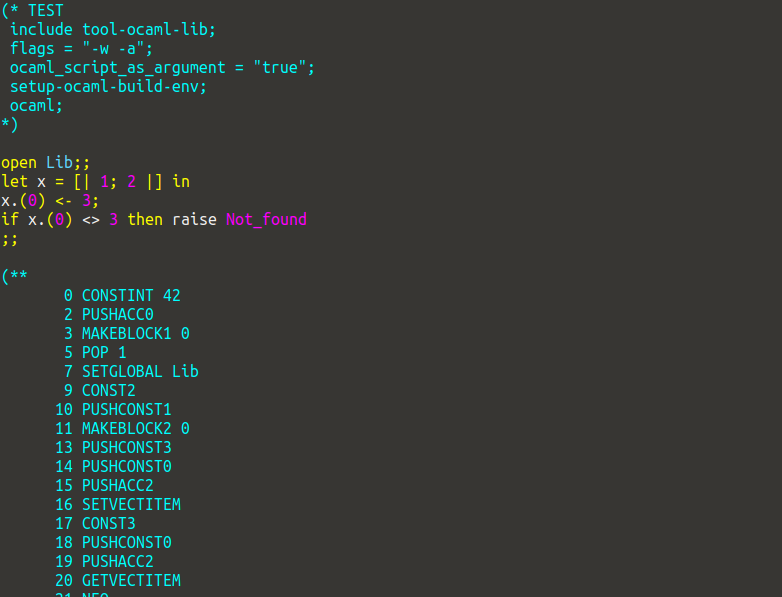 (* TEST
 include tool-ocaml-lib;
 flags = "-w -a";
 ocaml_script_as_argument = "true";
 setup-ocaml-build-env;
 ocaml;
*)

open Lib;;
let x = [| 1; 2 |] in
x.(0) <- 3;
if x.(0) <> 3 then raise Not_found
;;

(**
       0 CONSTINT 42
       2 PUSHACC0
       3 MAKEBLOCK1 0
       5 POP 1
       7 SETGLOBAL Lib
       9 CONST2
      10 PUSHCONST1
      11 MAKEBLOCK2 0
      13 PUSHCONST3
      14 PUSHCONST0
      15 PUSHACC2
      16 SETVECTITEM
      17 CONST3
      18 PUSHCONST0
      19 PUSHACC2
      20 GETVECTITEM
      21 NEQ